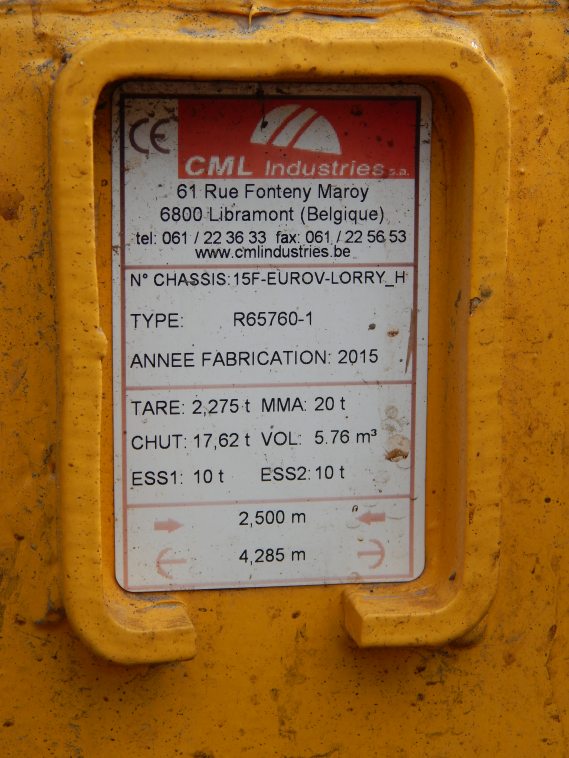 CE
CML Industries s.a.
61 Rue Fonteny Maroy
6800 Libramont (Belgique)
tel: 061 / 22 36 33 fax: 061 / 22 56 53
www.cmlindustries.be
N° CHASSIS: 15F-EUROV-LORRY_H
TYPE: R65760-1
ANNEE FABRICATION: 2015
TARE: 2,275 t MMA: 20 t
CHUT: 17,62 t VOL: 5.76 m³
ESS1: 10 t ESS2: 10 t
2,500 m
4,285 m